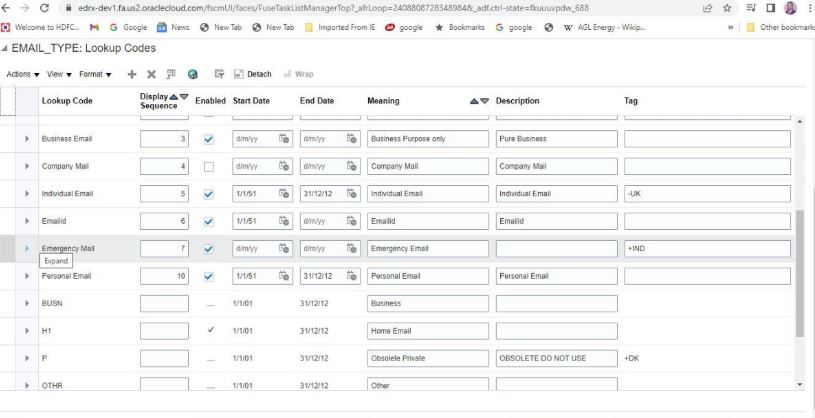 edrx-dev1.fa.us2.oraclecloud.com/fscmUI/faces/FuseTaskListManagerTop?_afrLoop=24088087283489848&_adf.ctrl-state=fkuuuvpdw_688
Welcome to HDFC... M G Google News New Tab New Tab Imported From IE google Bookmarks google W AGL Energy - Wikip... » Other bookmarks
EMAIL_TYPE: Lookup Codes
Actions View Format Detach Wrap
Lookup Code Display Sequence Enabled Start Date End Date Meaning Description Tag
Business Email 3 d/m/yy d/m/yy Business Purpose only Pure Business
Company Mail 4 d/m/yy d/m/yy Company Mail Company Mail
Individual Email 5 1/1/51 31/12/12 Individual Email Individual Email -UK
Emailid 6 1/1/51 d/m/yy EmailId Emailid
Emergency Mail 7 d/m/yy d/m/yy Emergency Email +IND
Expand
Personal Email 10 1/1/51 31/12/12 Personal Email Personal Email
BUSN 1/1/01 31/12/12 Business
H1 1/1/01 31/12/12 Home Email
P 1/1/01 31/12/12 Obsolete Private OBSOLETE DO NOT USE +DK
OTHR 1/1/01 31/12/12 Other